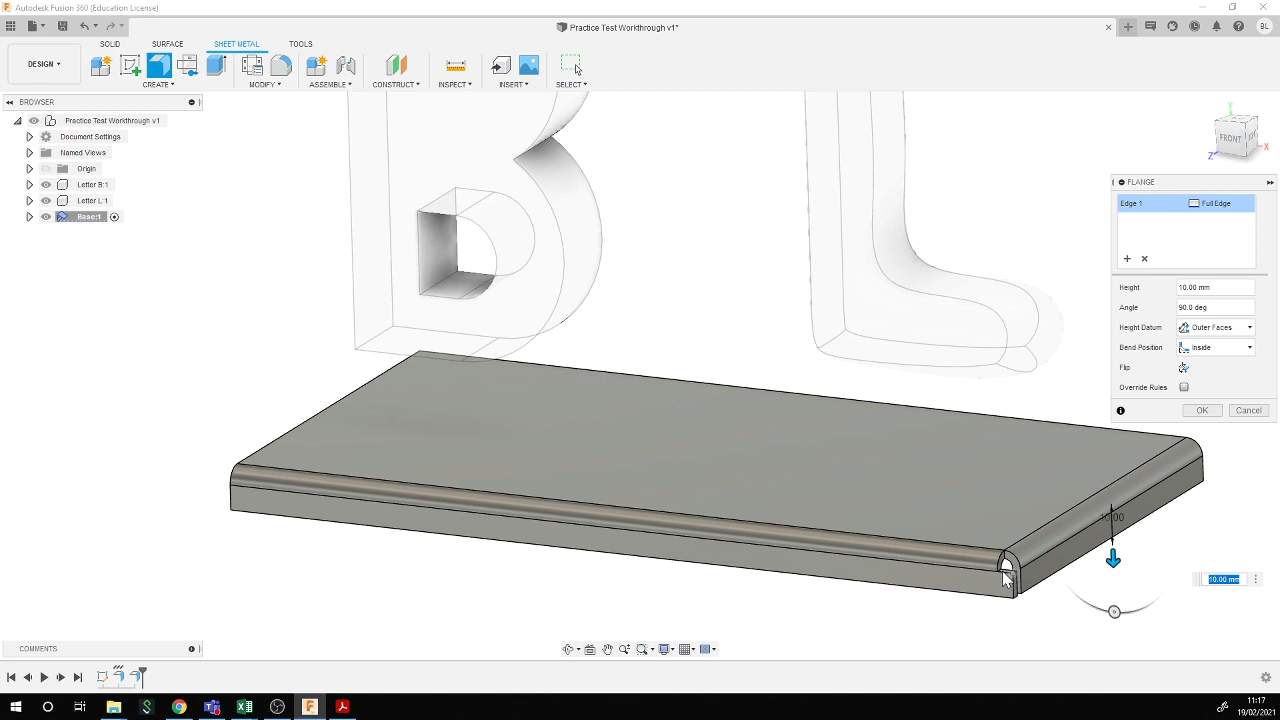 Autodesk Fusion 360 (Education License)
Practice Test Workthrough v1*
BL
DESIGN
SOLID
SURFACE
SHEET METAL
TOOLS
CREATE
MODIFY
ASSEMBLE
CONSTRUCT
INSPECT
INSERT
SELECT
BROWSER
Practice Test Workthrough v1
Document Settings
Named Views
Origin
Letter B:1
Letter L:1
Base:1
Y
FRONT
X
Z
FLANGE
Edge 1 Full Edge
Height 10.00 mm
Angle 90.0 deg
Height Datum Outer Faces
Bend Position Inside
Flip
Override Rules
OK Cancel
10.00
10.00 mm
COMMENTS
11:17
19/02/2021